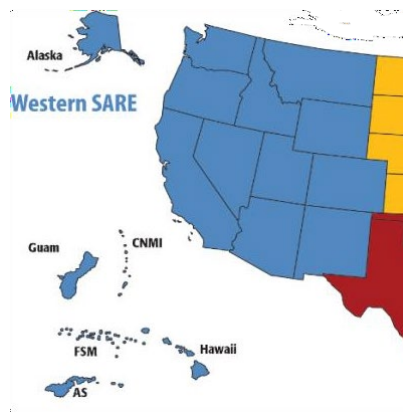 Alaska
Western SARE
Guam
CNMI
FSM
Hawaii
AS